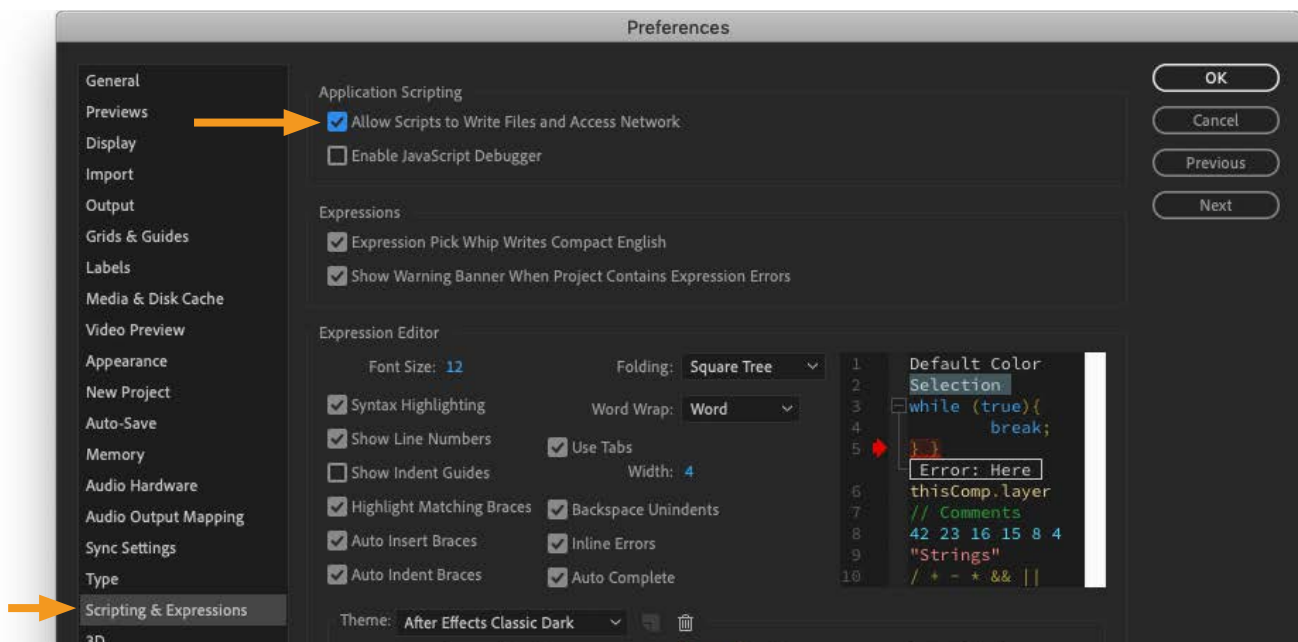 Preferences
General
Previews
Display
Import
Output
Grids & Guides
Labels
Media & Disk Cache
Video Preview
Appearance
New Project
Auto-Save
Memory
Audio Hardware
Audio Output Mapping
Sync Settings
Type
Scripting & Expressions
3D
Application Scripting
Allow Scripts to Write Files and Access Network
Enable JavaScript Debugger
Expressions
Expression Pick Whip Writes Compact English
Show Warning Banner When Project Contains Expression Errors
Expression Editor
Font Size: 12
Folding: Square Tree
Syntax Highlighting
Word Wrap: Word
Show Line Numbers
Use Tabs
Show Indent Guides
Width: 4
Highlight Matching Braces
Backspace Unindents
Auto Insert Braces
Inline Errors
Auto Indent Braces
Auto Complete
Theme: After Effects Classic Dark
1 Default Color
2 Selection
3 while (true){
4 break;
5 } }
Error: Here
6 thisComp.layer
7 // Comments
8 42 23 16 15 8 4
9 "Strings"
10 / + - * && ||
OK
Cancel
Previous
Next